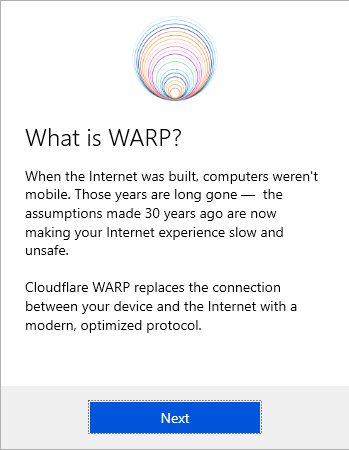 What is WARP?
When the Internet was built, computers weren't
mobile. Those years are long gone — the
assumptions made 30 years ago are now
making your Internet experience slow and
unsafe.
Cloudflare WARP replaces the connection
between your device and the Internet with a
modern, optimized protocol.
Next